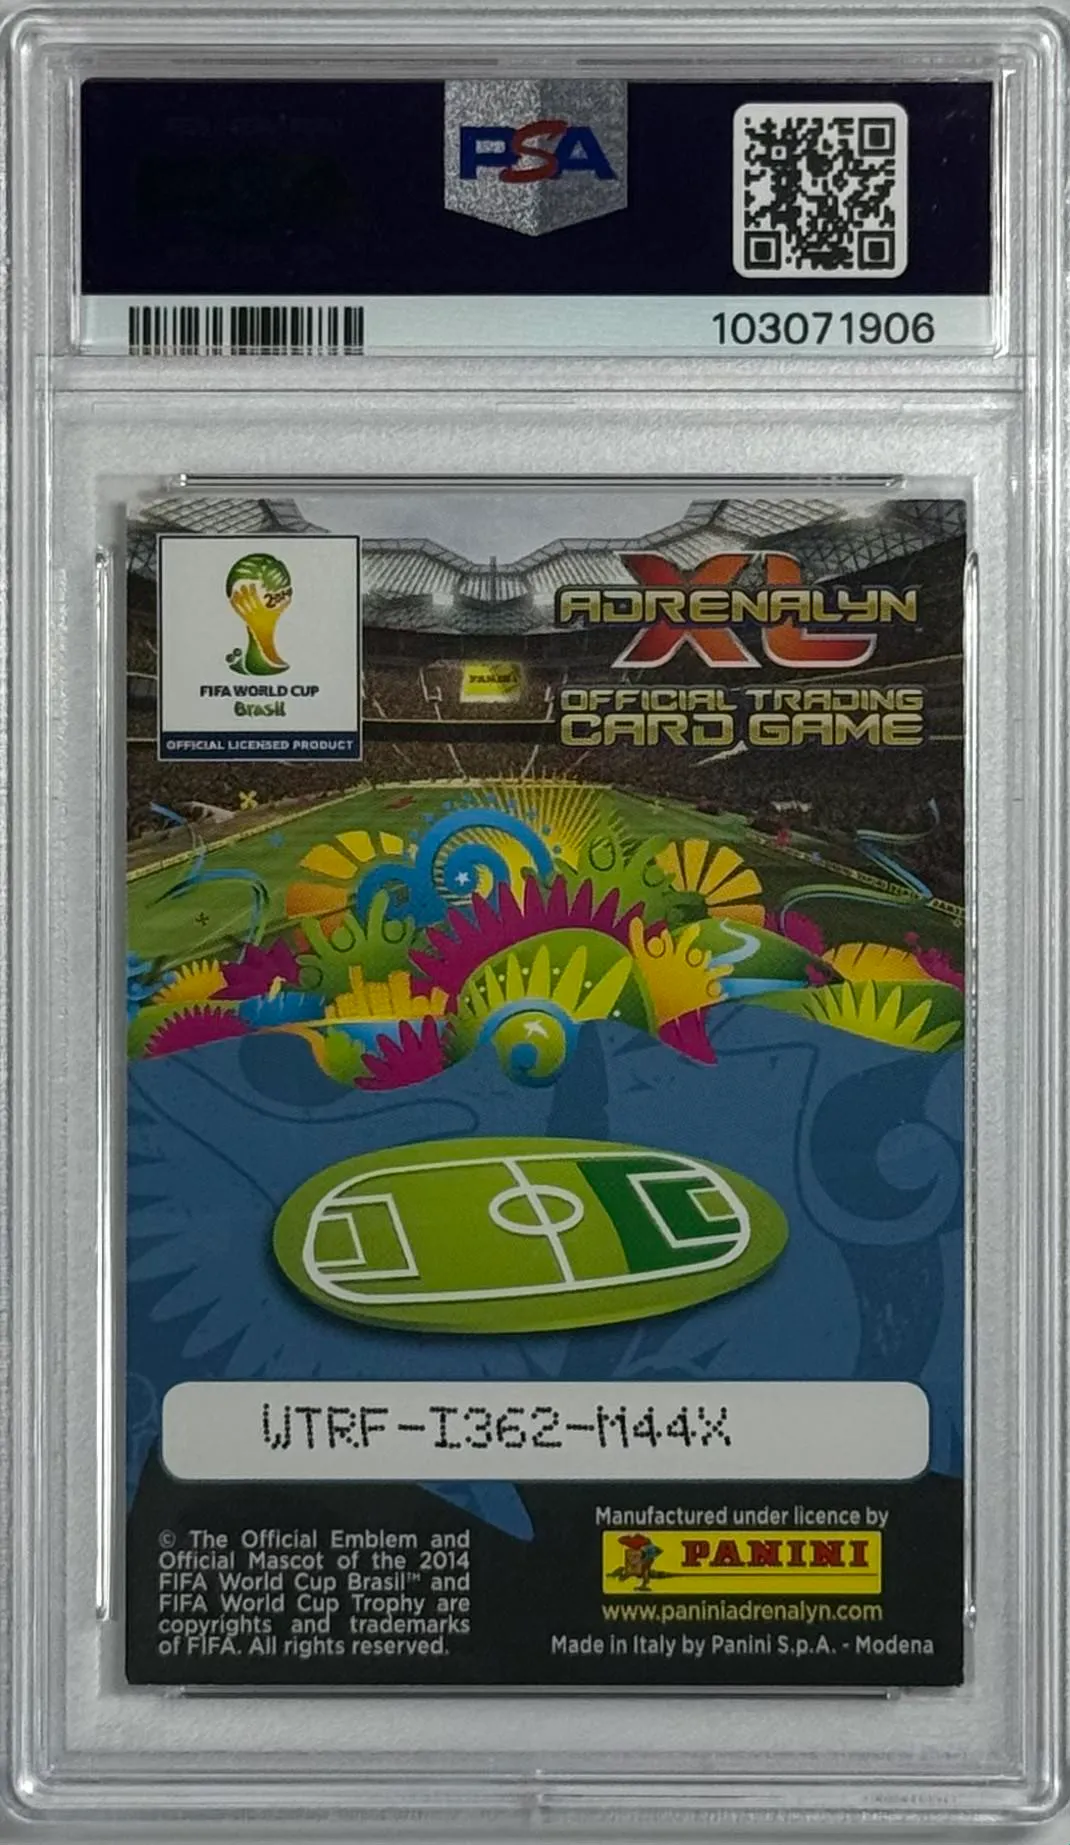 PSA
103071906
2014
FIFA WORLD CUP
Brasil
OFFICIAL LICENSED PRODUCT
ADRENALYN
XL
OFFICIAL TRADING
CARD GAME
PANINI
WTRF-I362-M44X
© The Official Emblem and
Official Mascot of the 2014
FIFA World Cup Brasil™ and
FIFA World Cup Trophy are
copyrights and trademarks
of FIFA. All rights reserved.
Manufactured under licence by
PANINI
www.paniniadrenalyn.com
Made in Italy by Panini S.p.A. - Modena